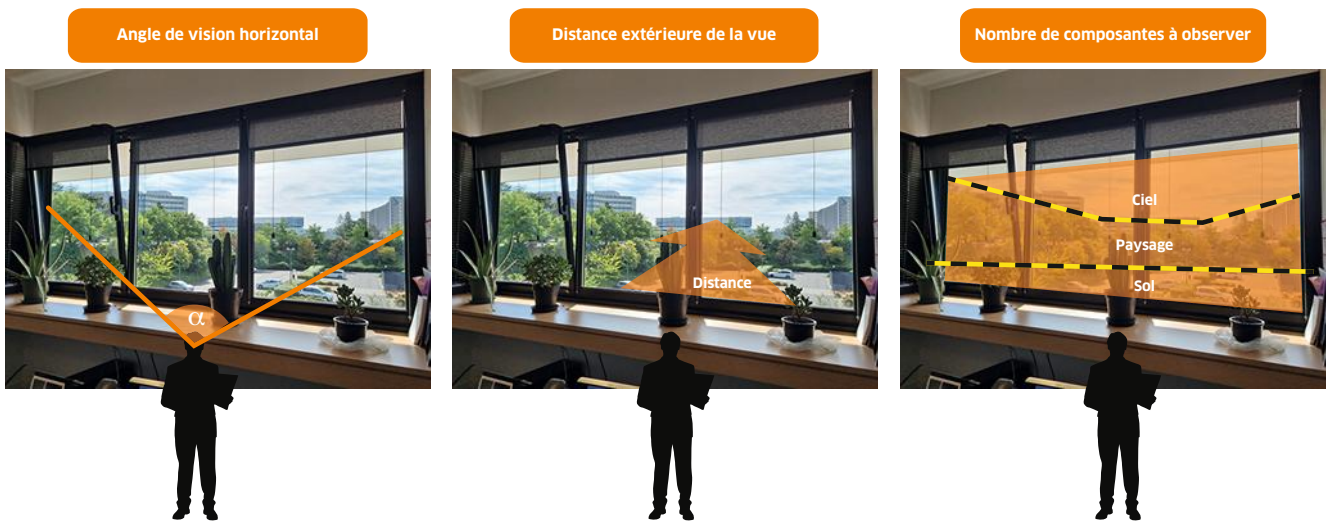 Angle de vision horizontal
Distance extérieure de la vue
Nombre de composantes à observer
α
Distance
Ciel
Paysage
Sol